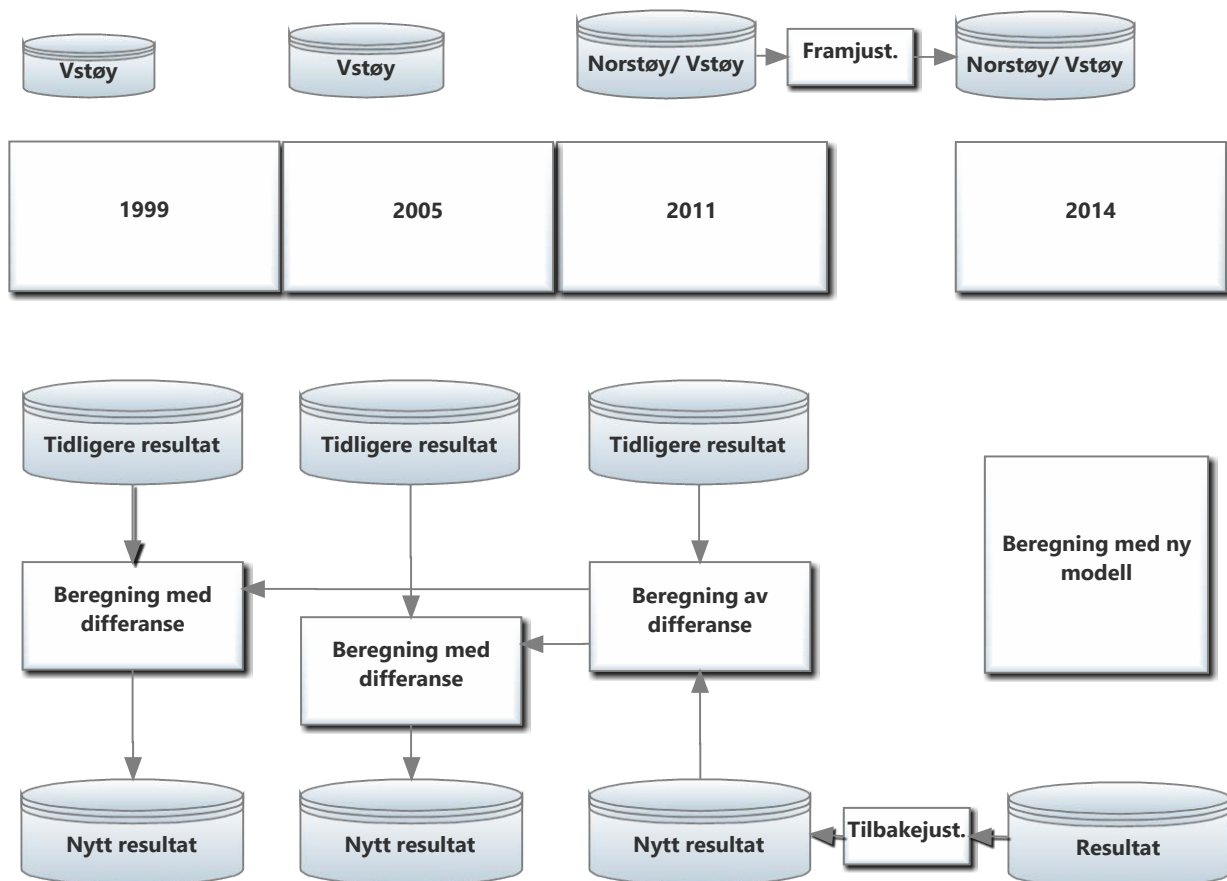 Vstøy
Vstøy
Norstøy/ Vstøy
Framjust.
Norstøy/ Vstøy
1999
2005
2011
2014
Tidligere resultat
Tidligere resultat
Tidligere resultat
Beregning med ny
modell
Beregning med
differanse
Beregning med
differanse
Beregning av
differanse
Nytt resultat
Nytt resultat
Nytt resultat
Tilbakejust.
Resultat